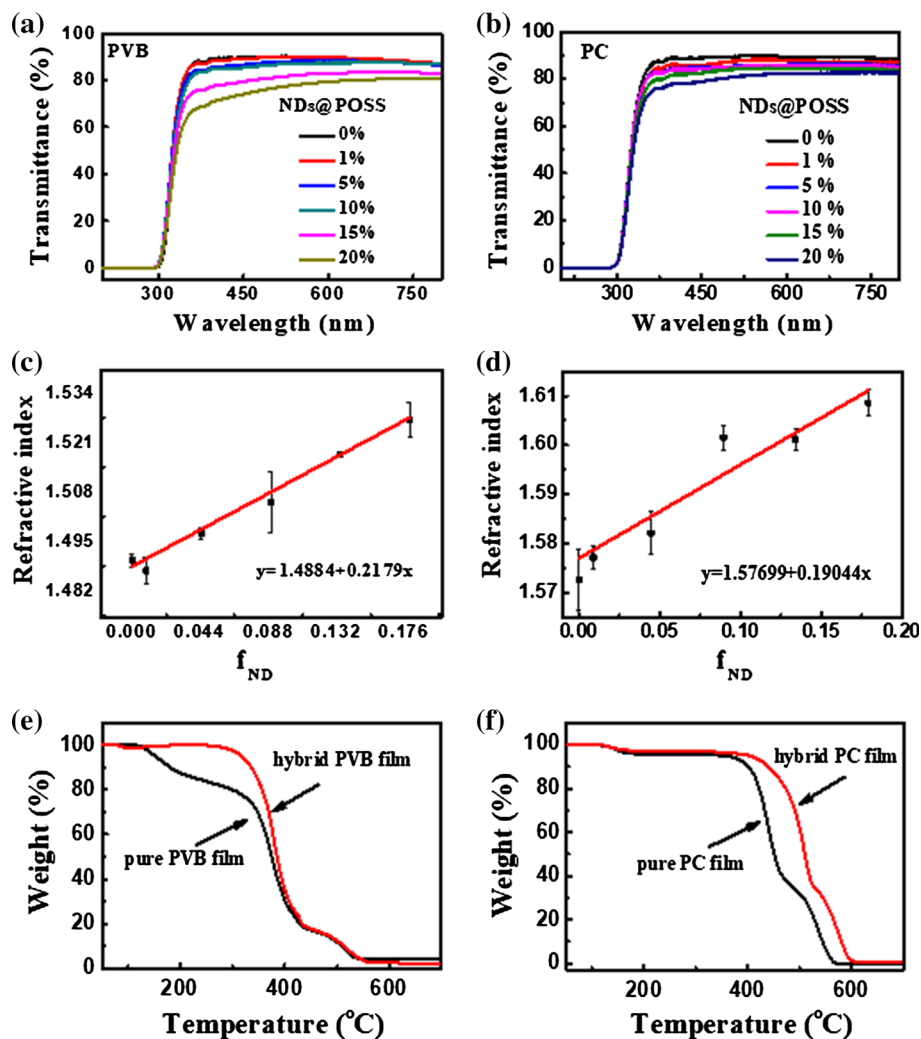 (a)
PVB
NDs@POSS
0%
1%
5%
10%
15%
20%
Transmittance (%)
100
80
60
40
20
0
300 450 600 750
Wavelength (nm)
(b)
PC
NDs@POSS
0 %
1 %
5 %
10 %
15 %
20 %
Transmittance (%)
100
80
60
40
20
0
300 450 600 750
Wavelength (nm)
(c)
Refractive index
1.534
1.521
1.508
1.495
1.482
y=1.4884+0.2179x
0.000 0.044 0.088 0.132 0.176
fND
(d)
Refractive index
1.61
1.60
1.59
1.58
1.57
y=1.57699+0.19044x
0.00 0.05 0.10 0.15 0.20
fND
(e)
Weight (%)
100
80
60
40
20
0
hybrid PVB film
pure PVB film
200 400 600
Temperature (°C)
(f)
Weight (%)
100
80
60
40
20
0
hybrid PC film
pure PC film
200 400 600
Temperature (°C)